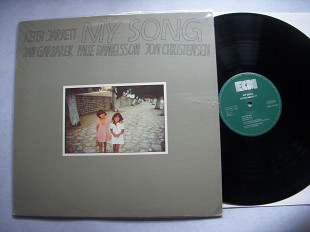 KEITH JARRETT MY SONG
JAN GARBAREK PALLE DANIELSSON JON CHRISTENSEN
ECM